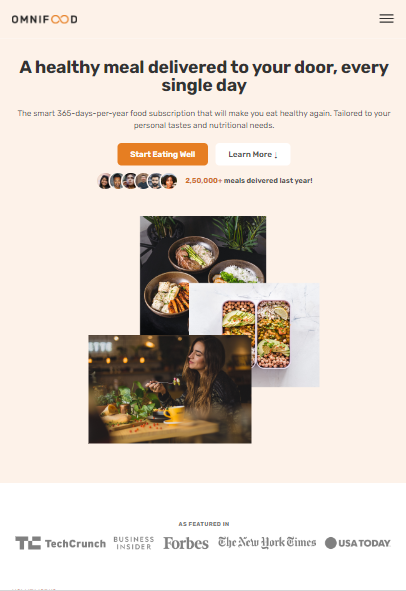 OMNIFOOD
A healthy meal delivered to your door, every
single day
The smart 365-days-per-year food subscription that will make you eat healthy again. Tailored to your
personal tastes and nutritional needs.
Start Eating Well
Learn More ↓
2,50,000+ meals delivered last year!
AS FEATURED IN
TC TechCrunch
BUSINESS
INSIDER
Forbes
The New York Times
USA TODAY